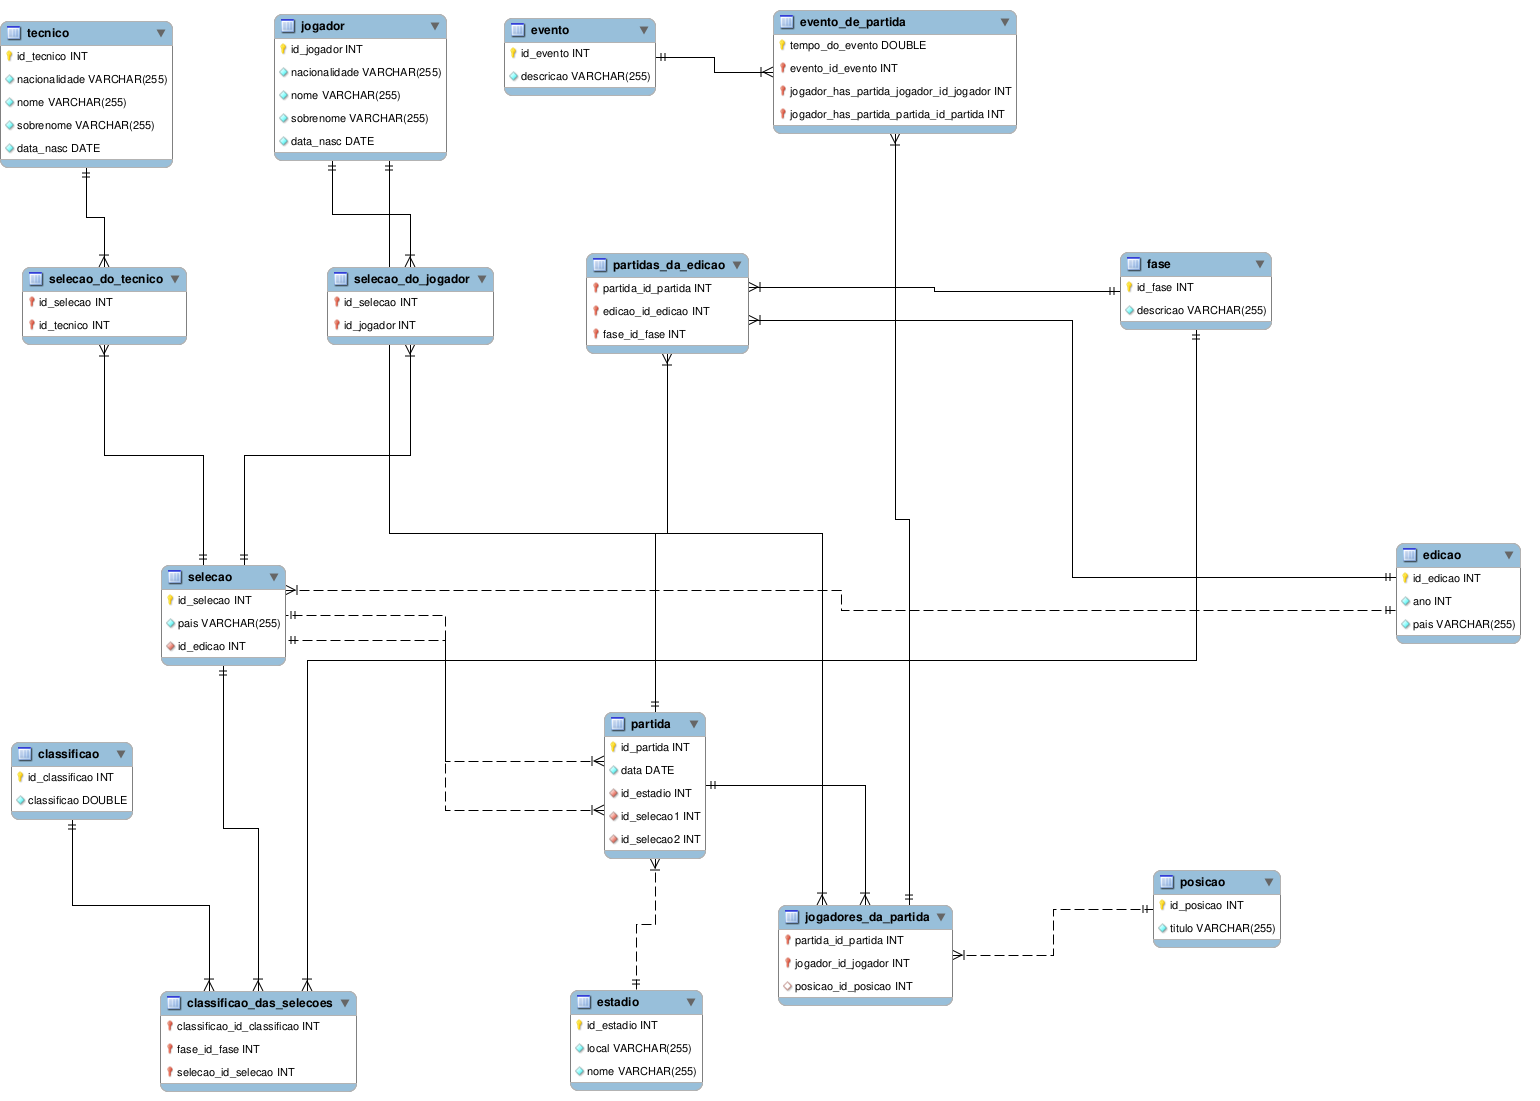 tecnico
id_tecnico INT
nacionalidade VARCHAR(255)
nome VARCHAR(255)
sobrenome VARCHAR(255)
data_nasc DATE
jogador
id_jogador INT
nacionalidade VARCHAR(255)
nome VARCHAR(255)
sobrenome VARCHAR(255)
data_nasc DATE
evento
id_evento INT
descricao VARCHAR(255)
evento_de_partida
tempo_do_evento DOUBLE
evento_id_evento INT
jogador_has_partida_jogador_id_jogador INT
jogador_has_partida_partida_id_partida INT
selecao_do_tecnico
id_selecao INT
id_tecnico INT
selecao_do_jogador
id_selecao INT
id_jogador INT
partidas_da_edicao
partida_id_partida INT
edicao_id_edicao INT
fase_id_fase INT
fase
id_fase INT
descricao VARCHAR(255)
selecao
id_selecao INT
pais VARCHAR(255)
id_edicao INT
edicao
id_edicao INT
ano INT
pais VARCHAR(255)
classificao
id_classificao INT
classificao DOUBLE
partida
id_partida INT
data DATE
id_estadio INT
id_selecao1 INT
id_selecao2 INT
jogadores_da_partida
partida_id_partida INT
jogador_id_jogador INT
posicao_id_posicao INT
posicao
id_posicao INT
titulo VARCHAR(255)
classificao_das_selecoes
classificao_id_classificao INT
fase_id_fase INT
selecao_id_selecao INT
estadio
id_estadio INT
local VARCHAR(255)
nome VARCHAR(255)